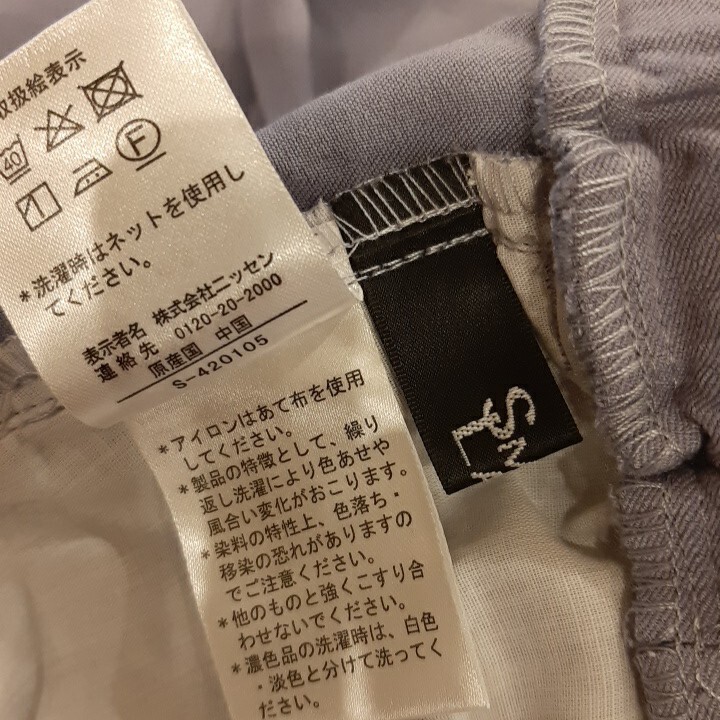 取扱絵表示
40
F
*洗濯時はネットを使用し
てください。
表示者名 株式会社ニッセン
連絡先 0120-20-2000
原産国 中国
S-420105
*アイロンはあて布を使用
してください。
*製品の特徴として、繰り
返し洗濯により色あせや
風合い変化がおこります。
*染料の特性上、色落ち・
移染の恐れがありますの
でご注意ください。
*他のものと強くこすり合
わせないでください。
*濃色品の洗濯時は、白色
・淡色と分けて洗ってく
ださい。